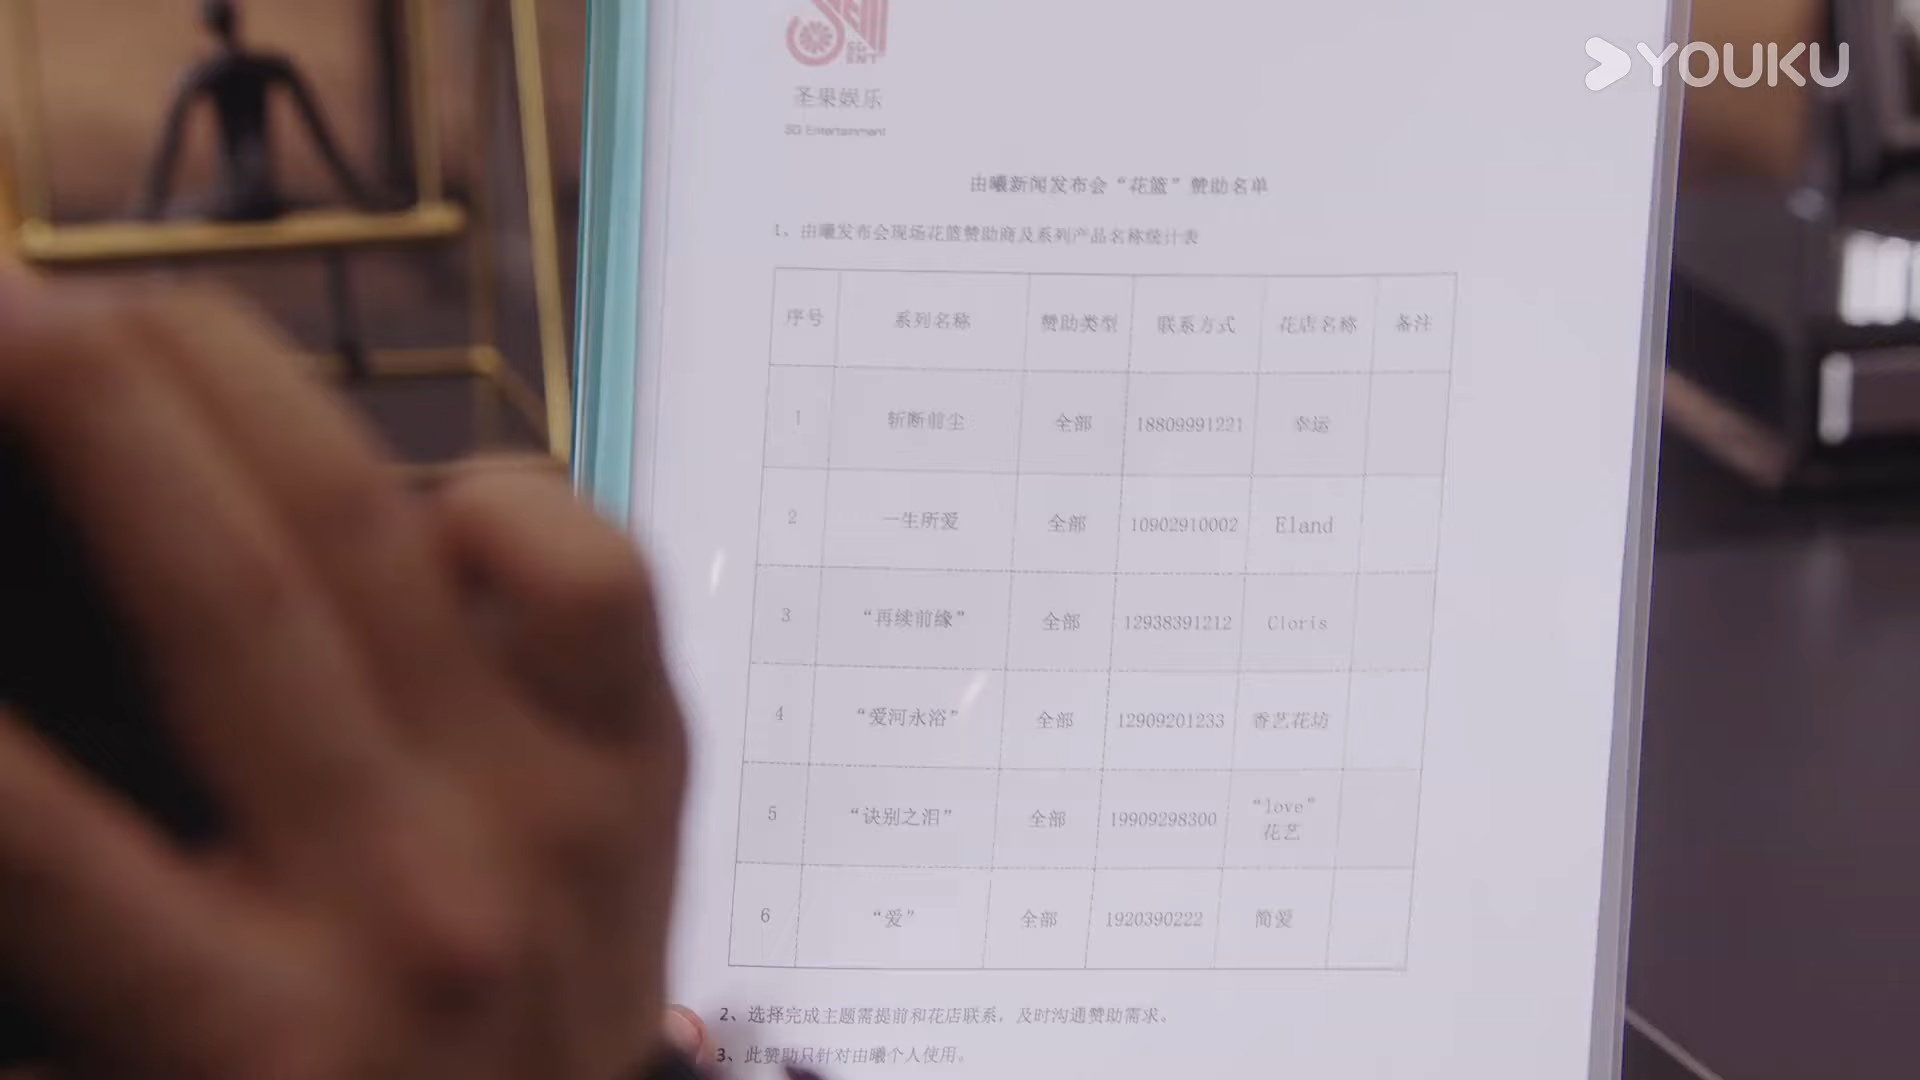 YOUKU
ENT
圣果娱乐
SG Entertainment
由曦新闻发布会“花篮”赞助名单
1、由曦发布会现场花篮赞助商及系列产品名称统计表
序号 系列名称 赞助类型 联系方式 花店名称 备注
1 斩断前尘 全部 18809991221 幸运
2 一生所爱 全部 10902910002 Eland
3 “再续前缘” 全部 12938391212 Cloris
4 “爱河永浴” 全部 12909201233 香艺花坊
5 “诀别之泪” 全部 19909298300 “love”
花艺
6 “爱” 全部 1920390222 简爱
2、选择完成主题需提前和花店联系，及时沟通赞助需求。
3、此赞助只针对由曦个人使用。